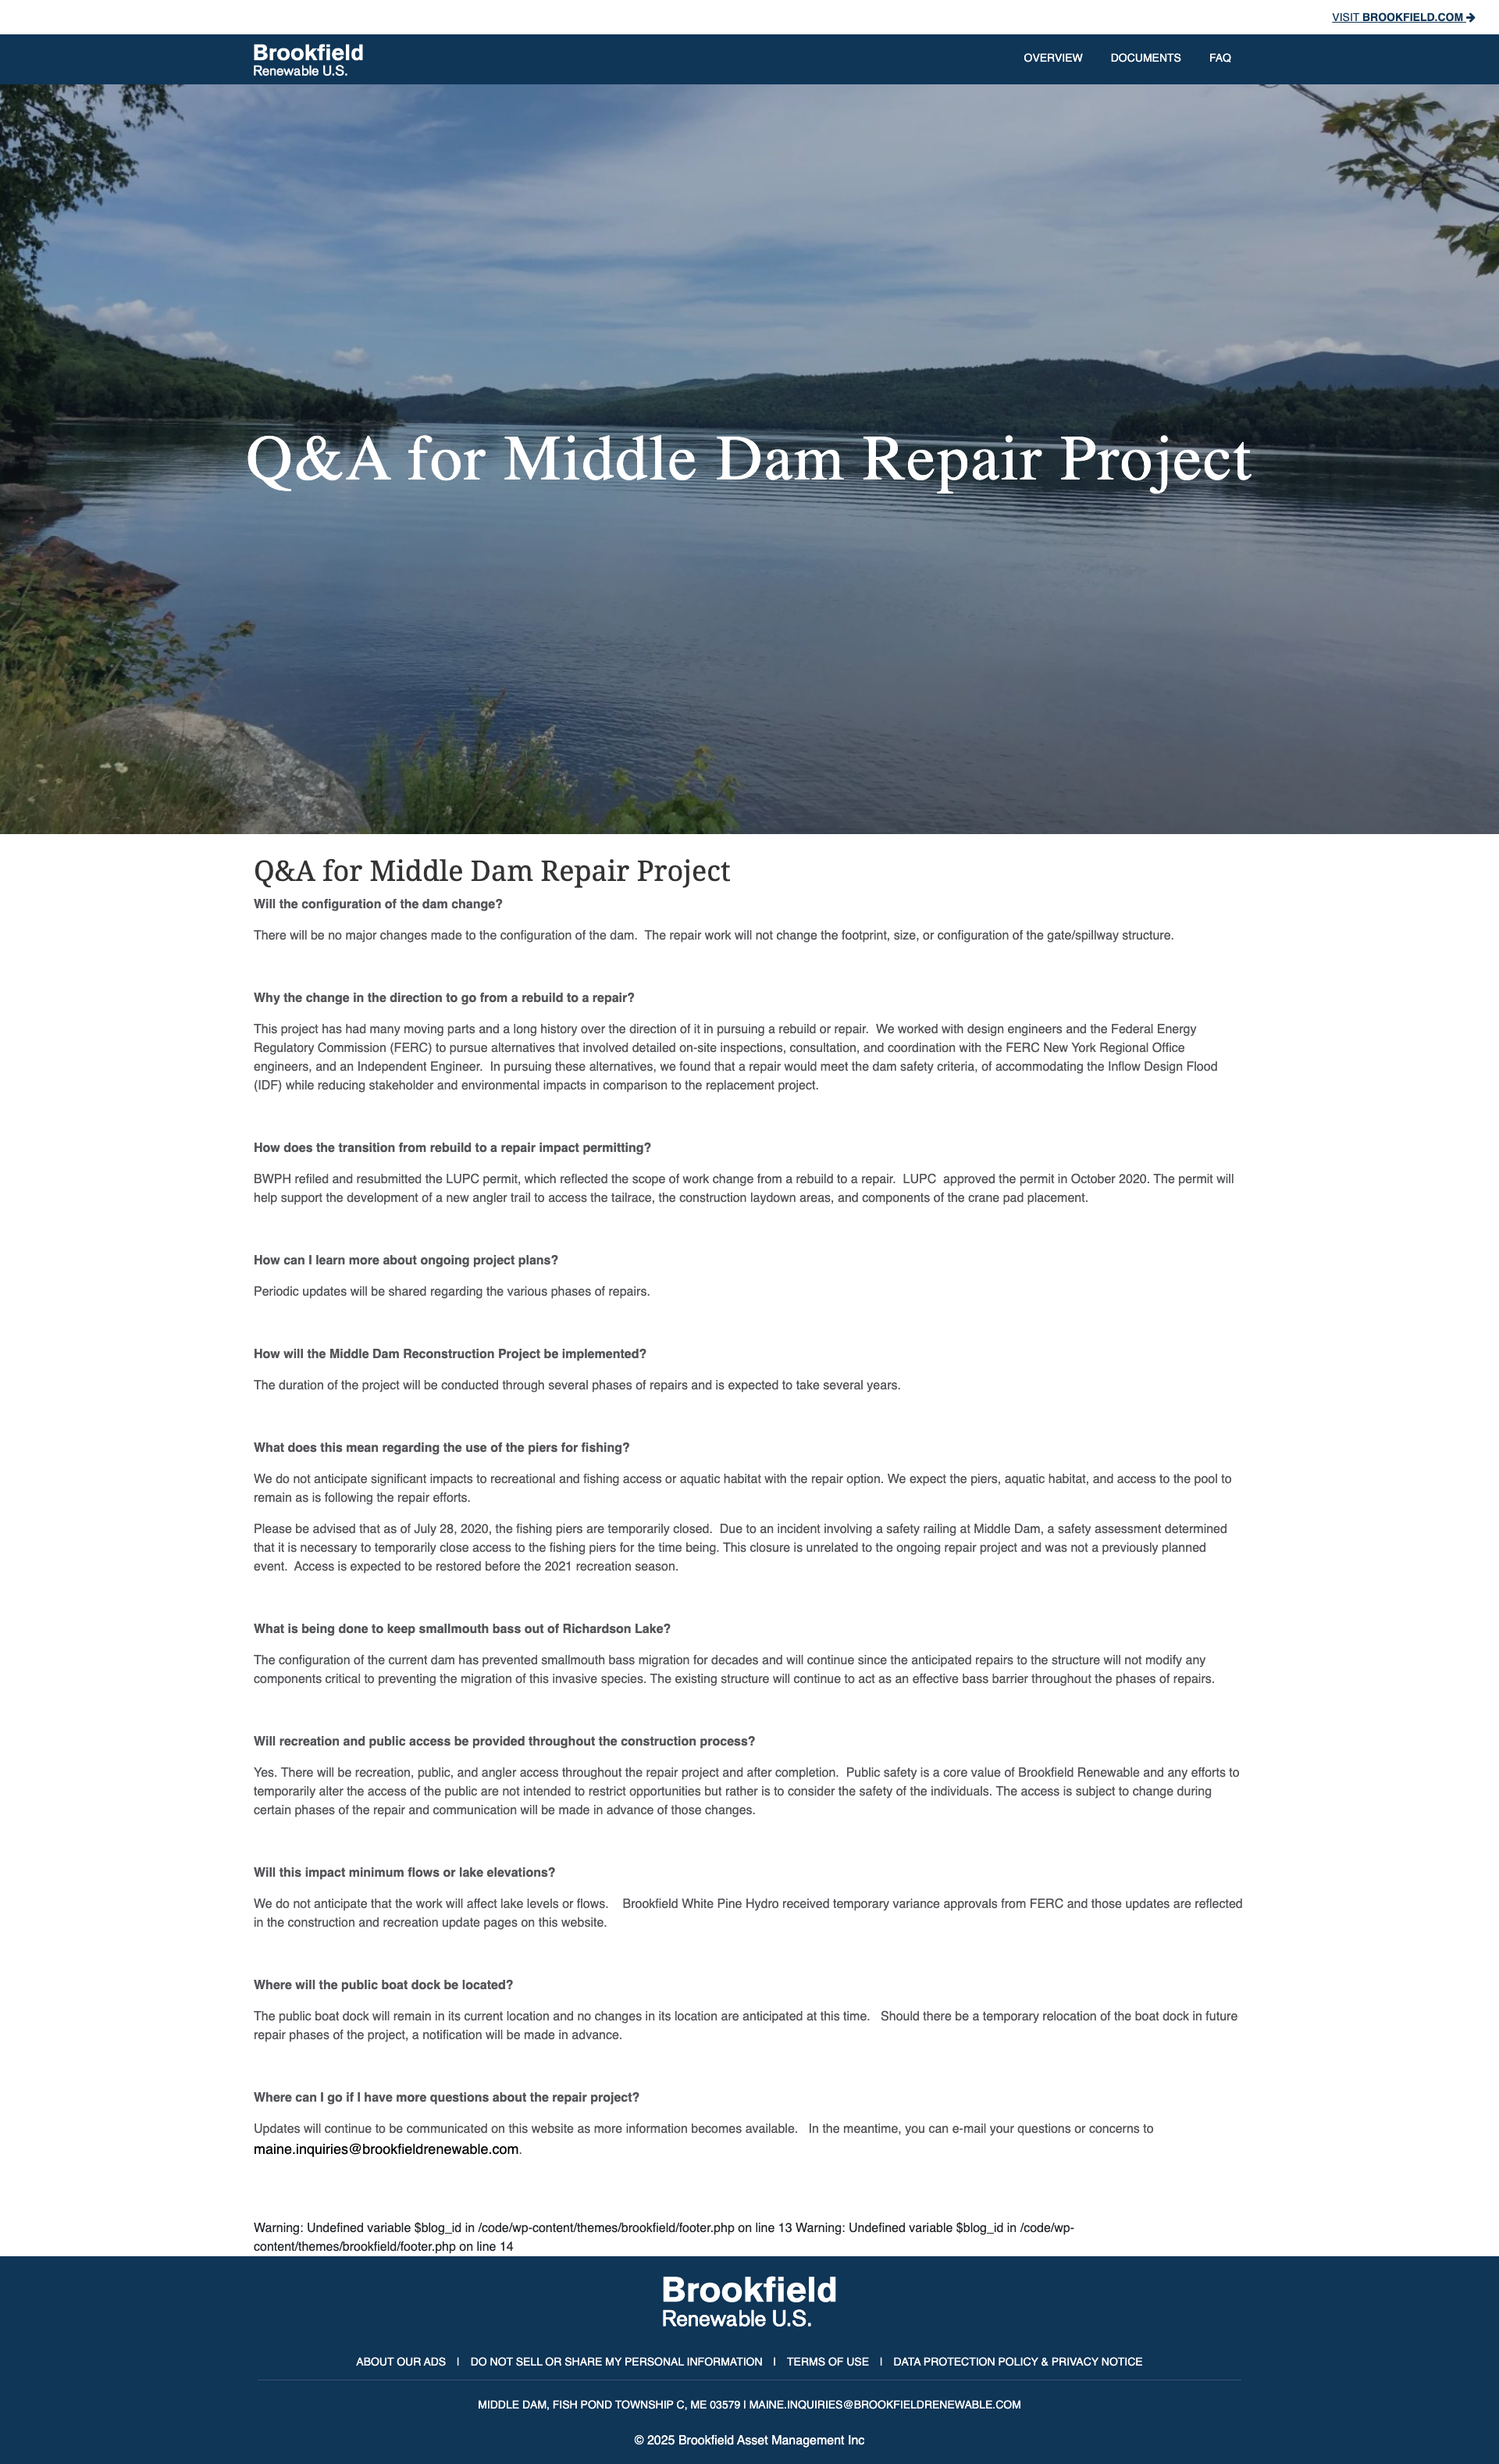 VISIT BROOKFIELD.COM
Brookfield
Renewable U.S.
OVERVIEW DOCUMENTS FAQ
Q&A for Middle Dam Repair Project
Q&A for Middle Dam Repair Project
Will the configuration of the dam change?
There will be no major changes made to the configuration of the dam.  The repair work will not change the footprint, size, or configuration of the gate/spillway structure.
Why the change in the direction to go from a rebuild to a repair?
This project has had many moving parts and a long history over the direction of it in pursuing a rebuild or repair.  We worked with design engineers and the Federal Energy
Regulatory Commission (FERC) to pursue alternatives that involved detailed on-site inspections, consultation, and coordination with the FERC New York Regional Office
engineers, and an Independent Engineer.  In pursuing these alternatives, we found that a repair would meet the dam safety criteria, of accommodating the Inflow Design Flood
(IDF) while reducing stakeholder and environmental impacts in comparison to the replacement project.
How does the transition from rebuild to a repair impact permitting?
BWPH refiled and resubmitted the LUPC permit, which reflected the scope of work change from a rebuild to a repair.  LUPC  approved the permit in October 2020. The permit will
help support the development of a new angler trail to access the tailrace, the construction laydown areas, and components of the crane pad placement.
How can I learn more about ongoing project plans?
Periodic updates will be shared regarding the various phases of repairs.
How will the Middle Dam Reconstruction Project be implemented?
The duration of the project will be conducted through several phases of repairs and is expected to take several years.
What does this mean regarding the use of the piers for fishing?
We do not anticipate significant impacts to recreational and fishing access or aquatic habitat with the repair option. We expect the piers, aquatic habitat, and access to the pool to
remain as is following the repair efforts.
Please be advised that as of July 28, 2020, the fishing piers are temporarily closed.  Due to an incident involving a safety railing at Middle Dam, a safety assessment determined
that it is necessary to temporarily close access to the fishing piers for the time being. This closure is unrelated to the ongoing repair project and was not a previously planned
event.  Access is expected to be restored before the 2021 recreation season.
What is being done to keep smallmouth bass out of Richardson Lake?
The configuration of the current dam has prevented smallmouth bass migration for decades and will continue since the anticipated repairs to the structure will not modify any
components critical to preventing the migration of this invasive species. The existing structure will continue to act as an effective bass barrier throughout the phases of repairs.
Will recreation and public access be provided throughout the construction process?
Yes. There will be recreation, public, and angler access throughout the repair project and after completion.  Public safety is a core value of Brookfield Renewable and any efforts to
temporarily alter the access of the public are not intended to restrict opportunities but rather is to consider the safety of the individuals. The access is subject to change during
certain phases of the repair and communication will be made in advance of those changes.
Will this impact minimum flows or lake elevations?
We do not anticipate that the work will affect lake levels or flows.    Brookfield White Pine Hydro received temporary variance approvals from FERC and those updates are reflected
in the construction and recreation update pages on this website.
Where will the public boat dock be located?
The public boat dock will remain in its current location and no changes in its location are anticipated at this time.   Should there be a temporary relocation of the boat dock in future
repair phases of the project, a notification will be made in advance.
Where can I go if I have more questions about the repair project?
Updates will continue to be communicated on this website as more information becomes available.   In the meantime, you can e-mail your questions or concerns to
maine.inquiries@brookfieldrenewable.com.
Warning: Undefined variable $blog_id in /code/wp-content/themes/brookfield/footer.php on line 13 Warning: Undefined variable $blog_id in /code/wp-
content/themes/brookfield/footer.php on line 14
Brookfield
Renewable U.S.
ABOUT OUR ADS | DO NOT SELL OR SHARE MY PERSONAL INFORMATION | TERMS OF USE | DATA PROTECTION POLICY & PRIVACY NOTICE
MIDDLE DAM, FISH POND TOWNSHIP C, ME 03579 | MAINE.INQUIRIES@BROOKFIELDRENEWABLE.COM
© 2025 Brookfield Asset Management Inc